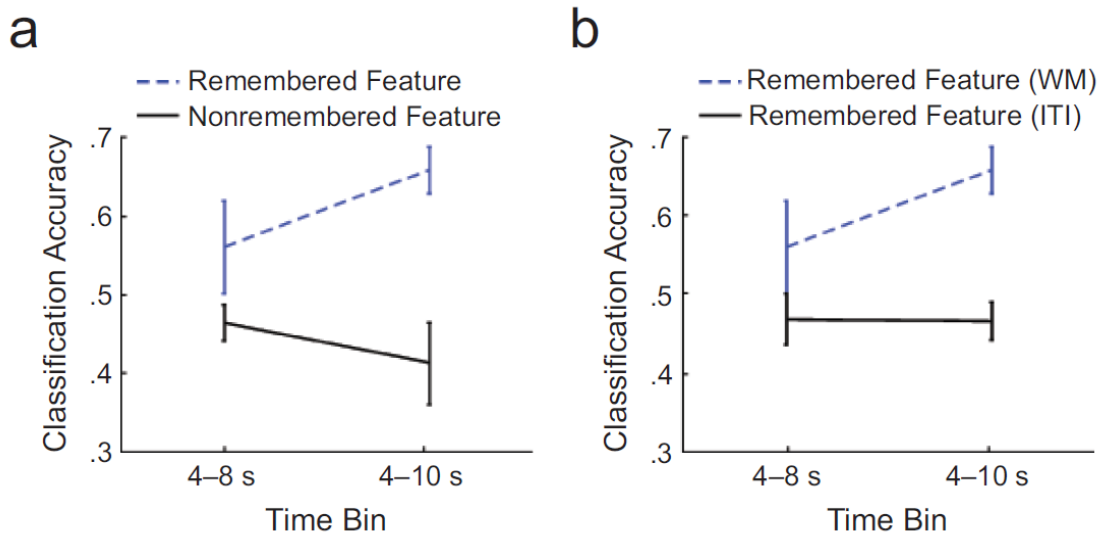 a
Remembered Feature
Nonremembered Feature
Classification Accuracy
.7
.6
.5
.4
.3
4–8 s
4–10 s
Time Bin
b
Remembered Feature (WM)
Remembered Feature (ITI)
Classification Accuracy
.7
.6
.5
.4
.3
4–8 s
4–10 s
Time Bin